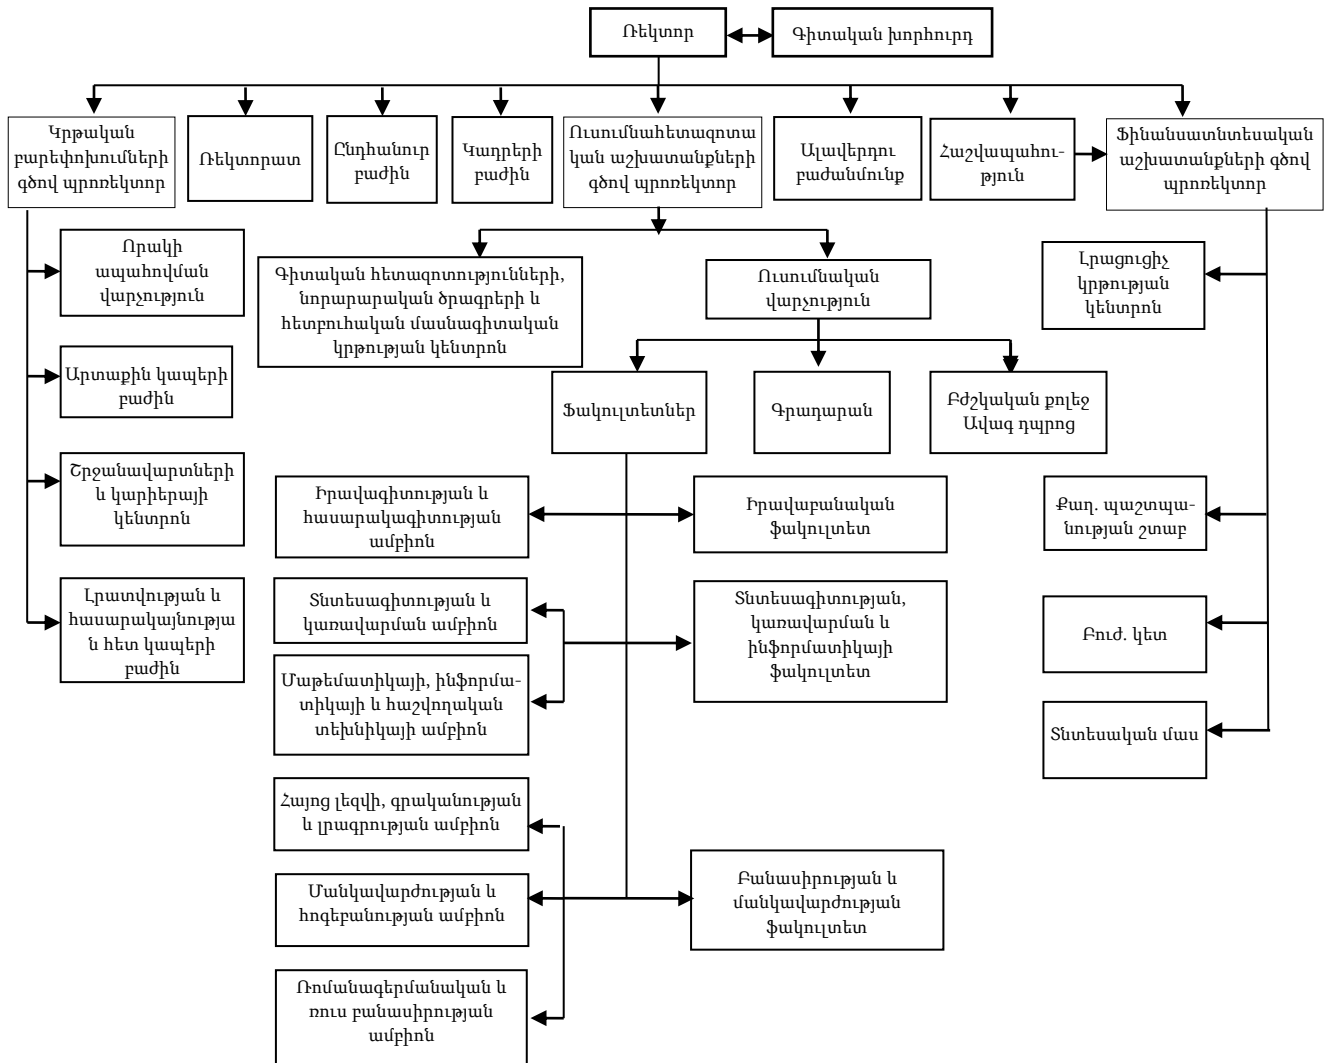 Ռեկտոր
Գիտական խորհուրդ
Կրթական
բարեփոխումների
գծով պրոռեկտոր
Ռեկտորատ
Ընդհանուր
բաժին
Կադրերի
բաժին
Ուսումնահետազոտա
կան աշխատանքների
գծով պրոռեկտոր
Ալավերդու
բաժանմունք
Հաշվապահու-
թյուն
Ֆինանսատնտեսական
աշխատանքների գծով
պրոռեկտոր
Որակի
ապահովման
վարչություն
Գիտական հետազոտությունների,
նորարարական ծրագրերի և
հետբուհական մասնագիտական
կրթության կենտրոն
Ուսումնական
վարչություն
Լրացուցիչ
կրթության
կենտրոն
Արտաքին կապերի
բաժին
Ֆակուլտետներ
Գրադարան
Բժշկական քոլեջ
Ավագ դպրոց
Շրջանավարտների
և կարիերայի
կենտրոն
Իրավագիտության և
հասարակագիտության
ամբիոն
Իրավաբանական
ֆակուլտետ
Քաղ. պաշտպա-
նության շտաբ
Լրատվության և
հասարակայնությա
ն հետ կապերի
բաժին
Տնտեսագիտության և
կառավարման ամբիոն
Տնտեսագիտության,
կառավարման և
ինֆորմատիկայի
ֆակուլտետ
Բուժ. կետ
Մաթեմատիկայի, ինֆորմա-
տիկայի և հաշվողական
տեխնիկայի ամբիոն
Տնտեսական մաս
Հայոց լեզվի, գրականության
և լրագրության ամբիոն
Մանկավարժության և
հոգեբանության ամբիոն
Բանասիրության և
մանկավարժության
ֆակուլտետ
Ռոմանագերմանական և
ռուս բանասիրության
ամբիոն